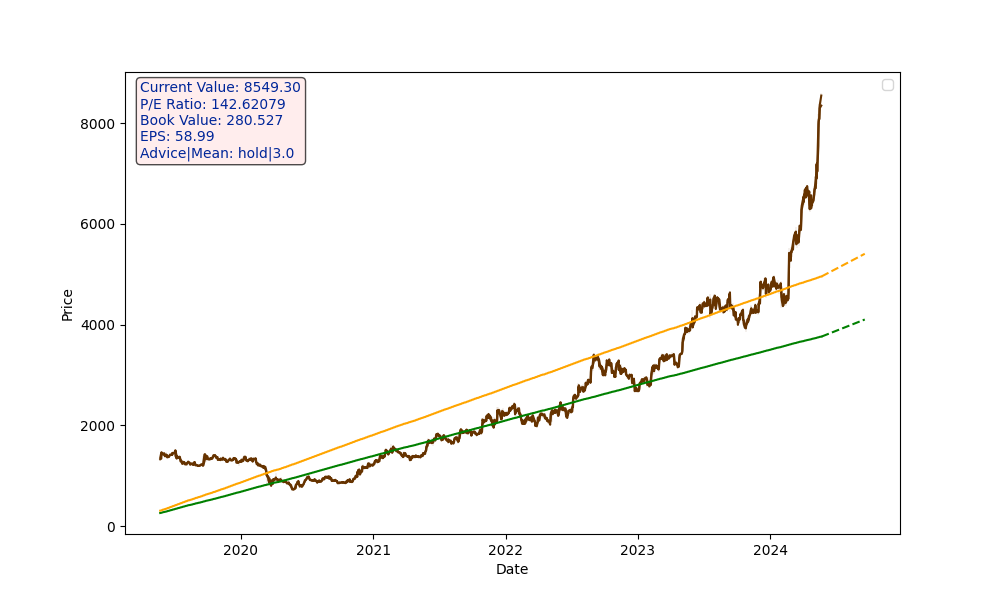 Current Value: 8549.30
P/E Ratio: 142.62079
Book Value: 280.527
EPS: 58.99
Advice|Mean: hold|3.0
8000
6000
4000
2000
0
Price
2020 2021 2022 2023 2024
Date